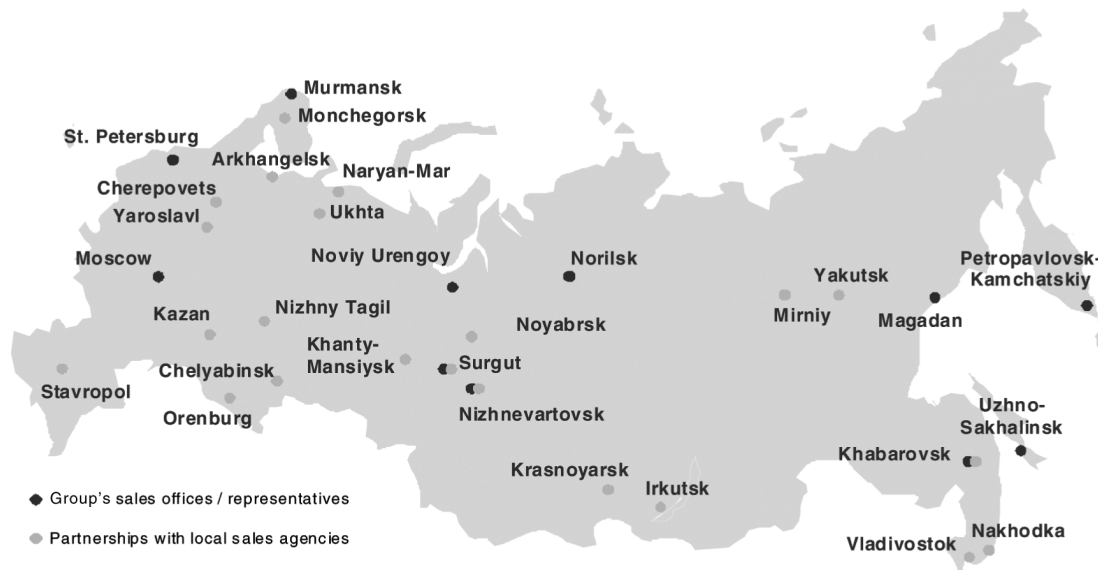 Murmansk
Monchegorsk
St. Petersburg
Arkhangelsk
Naryan-Mar
Cherepovets
Yaroslavl
Ukhta
Moscow
Noviy Urengoy
Norilsk
Petropavlovsk-
Kamchatskiy
Yakutsk
Kazan
Nizhny Tagil
Noyabrsk
Mirniy
Magadan
Khanty-
Mansiysk
Surgut
Chelyabinsk
Stavropol
Orenburg
Nizhnevartovsk
Uzhno-
Sakhalinsk
Khabarovsk
Krasnoyarsk
Irkutsk
Group's sales offices / representatives
Partnerships with local sales agencies
Vladivostok
Nakhodka